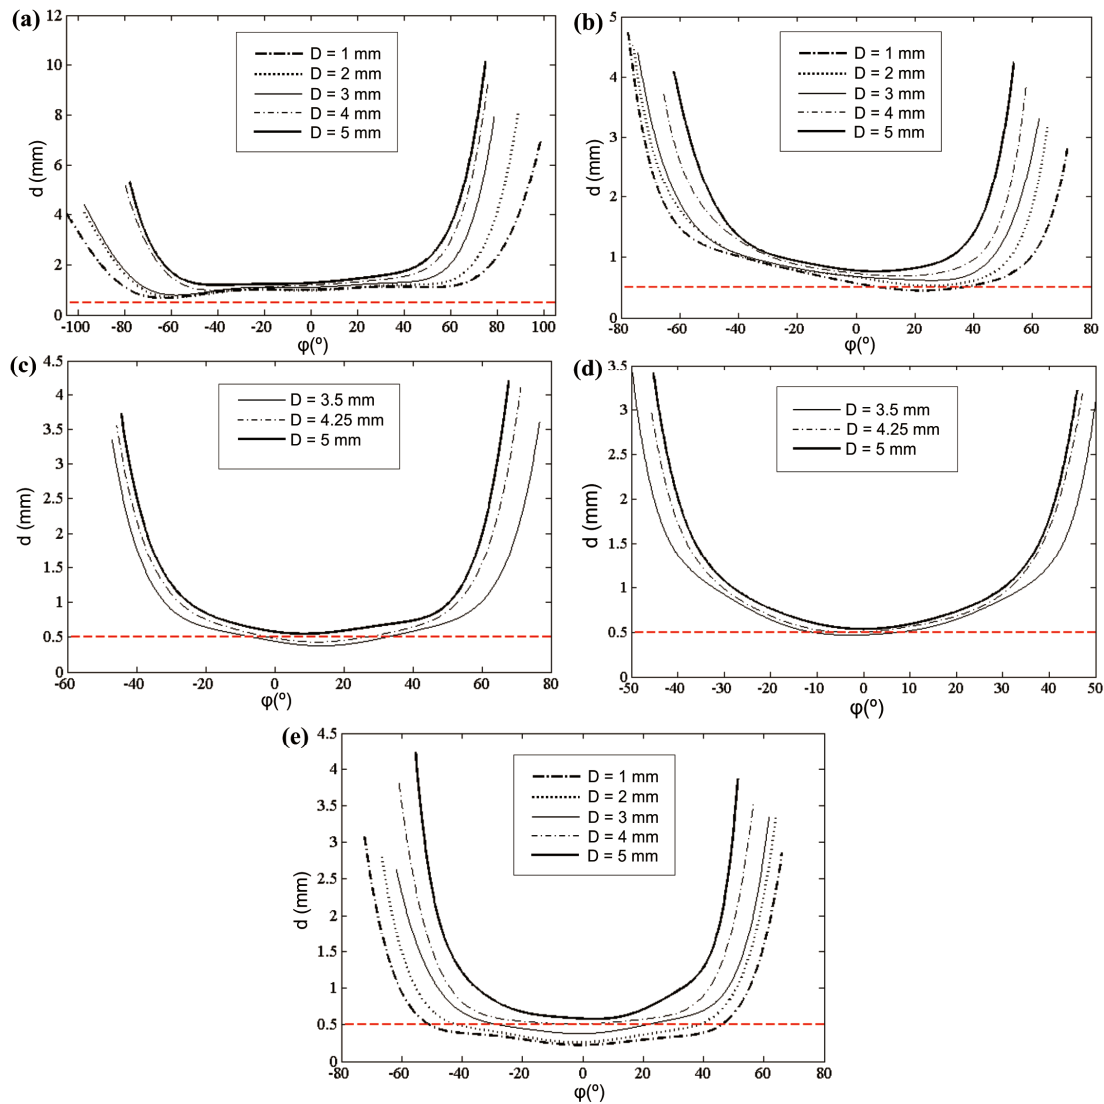 (a)
12
10
8
6
4
2
0
d (mm)
D = 1 mm
D = 2 mm
D = 3 mm
D = 4 mm
D = 5 mm
-100 -80 -60 -40 -20 0 20 40 60 80 100
φ(º)
(b)
5
4
3
2
1
0
d (mm)
D = 1 mm
D = 2 mm
D = 3 mm
D = 4 mm
D = 5 mm
-80 -60 -40 -20 0 20 40 60 80
φ(º)
(c)
4.5
4
3.5
3
2.5
2
1.5
1
0.5
0
d (mm)
D = 3.5 mm
D = 4.25 mm
D = 5 mm
-60 -40 -20 0 20 40 60 80
φ(º)
(d)
3.5
3
2.5
2
1.5
1
0.5
0
d (mm)
D = 3.5 mm
D = 4.25 mm
D = 5 mm
-50 -40 -30 -20 -10 0 10 20 30 40 50
φ(º)
(e)
4.5
4
3.5
3
2.5
2
1.5
1
0.5
0
d (mm)
D = 1 mm
D = 2 mm
D = 3 mm
D = 4 mm
D = 5 mm
-80 -60 -40 -20 0 20 40 60 80
φ(º)